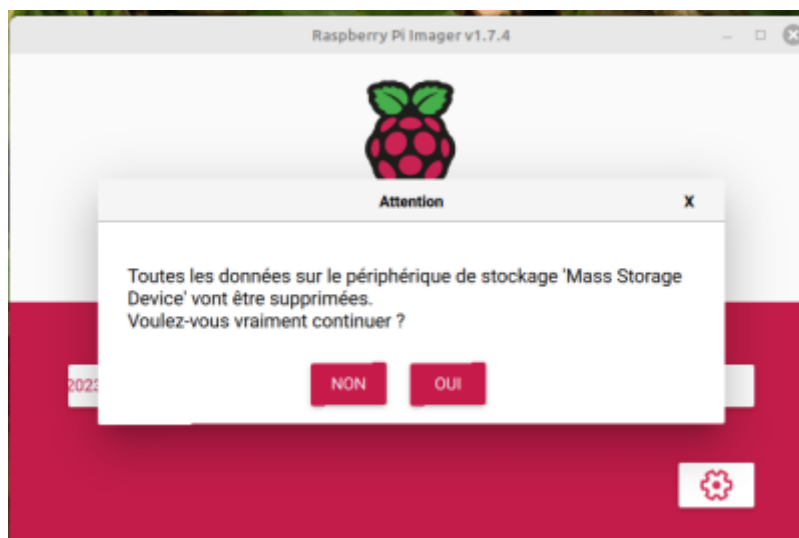 Raspberry Pi Imager v1.7.4
Attention
X
Toutes les données sur le périphérique de stockage 'Mass Storage
Device' vont être supprimées.
Voulez-vous vraiment continuer ?
NON
OUI
2023